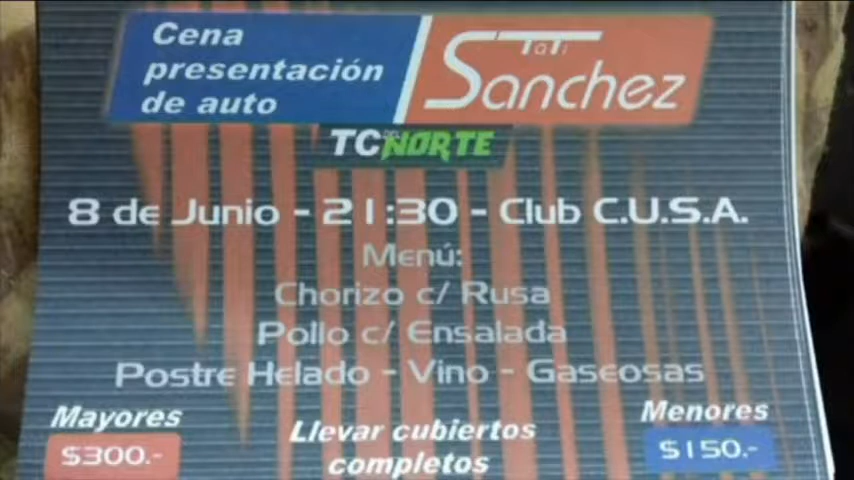 Cena
presentación
de auto
TaTi
Sanchez
TC DEL NORTE
8 de Junio - 21:30 - Club C.U.S.A.
Menú:
Chorizo c/ Rusa
Pollo c/ Ensalada
Postre Helado - Vino - Gaseosas
Mayores
$300.-
Llevar cubiertos
completos
Menores
$150.-